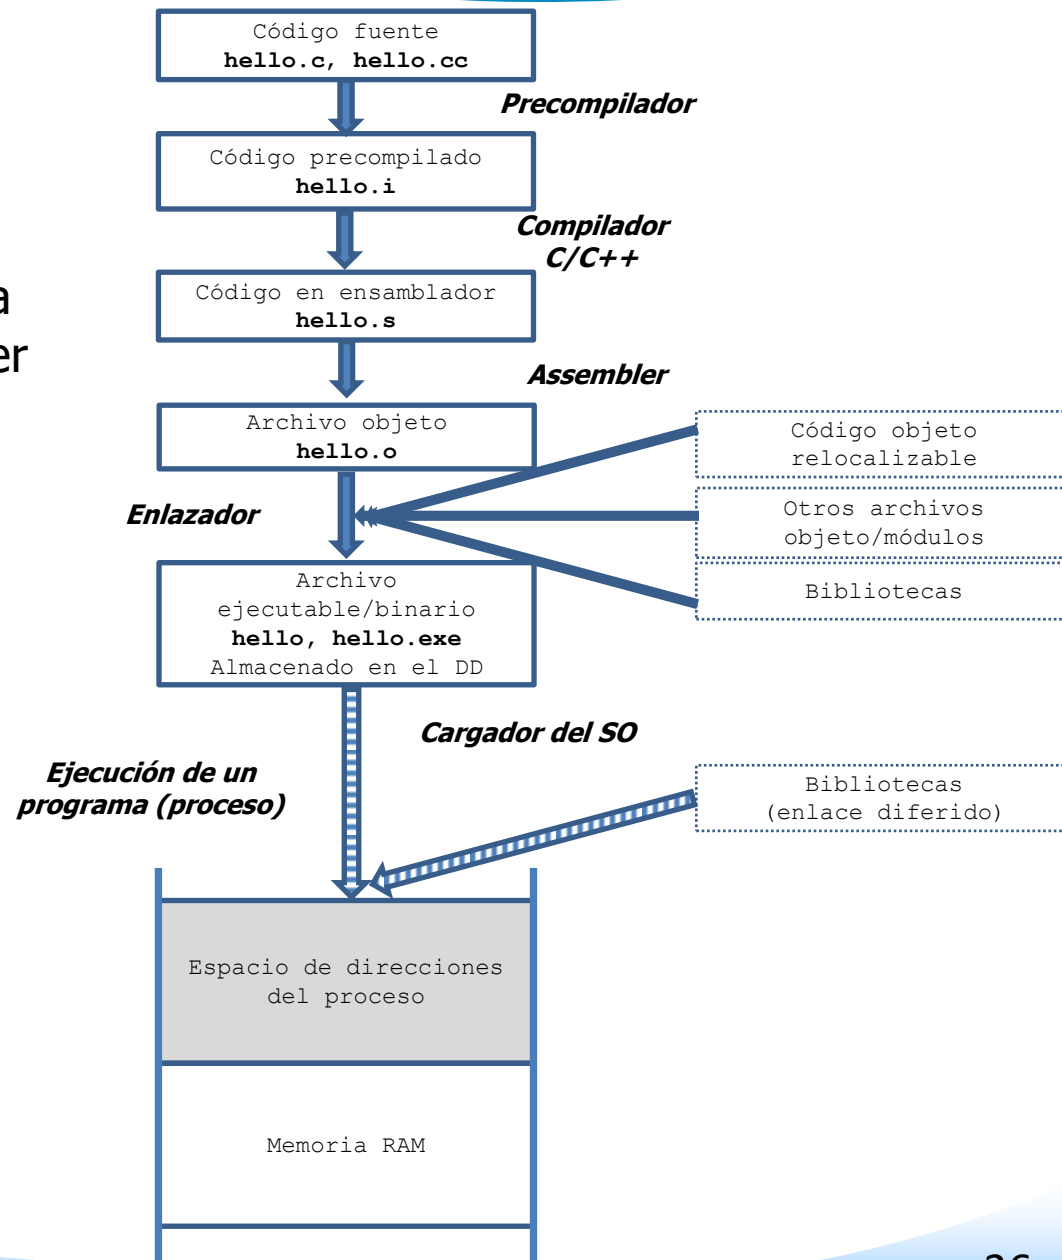 Código fuente
hello.c, hello.cc
Precompilador
Código precompilado
hello.i
Compilador
C/C++
a
er
Código en ensamblador
hello.s
Assembler
Archivo objeto
hello.o
Código objeto
relocalizable
Enlazador
Otros archivos
objeto/módulos
Bibliotecas
Archivo
ejecutable/binario
hello, hello.exe
Almacenado en el DD
Cargador del SO
Ejecución de un
programa (proceso)
Bibliotecas
(enlace diferido)
Espacio de direcciones
del proceso
Memoria RAM